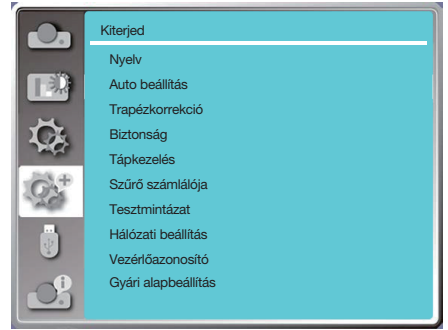 Kiterjed
Nyelv
Auto beállítás
Trapézkorrekció
Biztonság
Tápkezelés
Szűrő számlálója
Tesztmintázat
Hálózati beállítás
Vezérlőazonosító
Gyári alapbeállítás